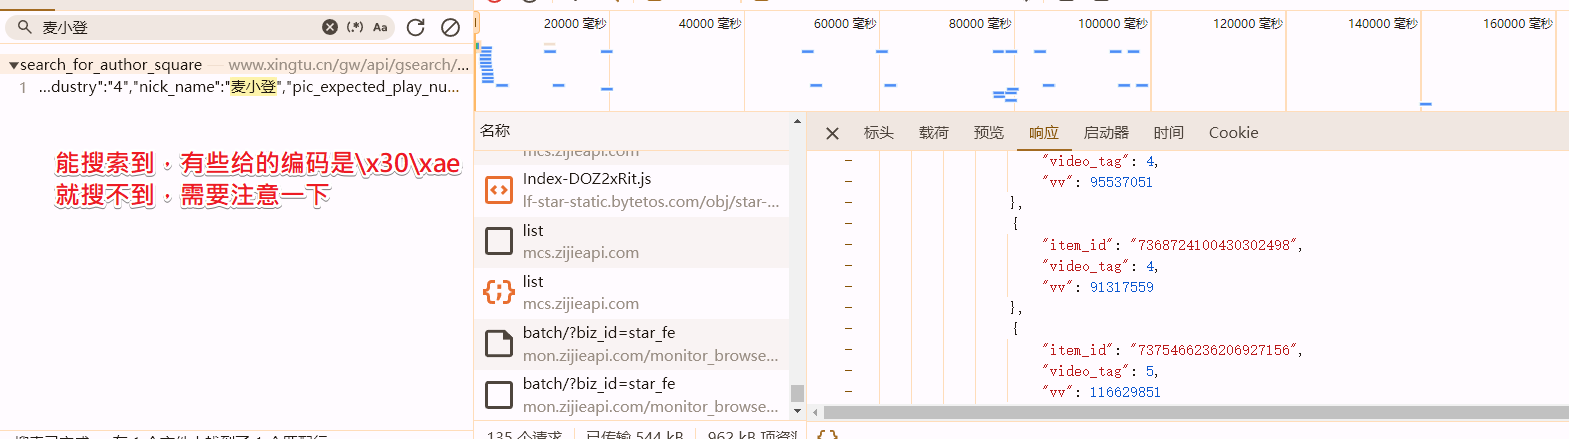 麦小登
(.*)
Aa
search_for_author_square — www.xingtu.cn/gw/api/gsearch/...
1 ...dustry":"4","nick_name":"麦小登","pic_expected_play_nu...
能搜索到，有些给的编码是\x30\xae
就搜不到，需要注意一下
20000 毫秒
40000 毫秒
60000 毫秒
80000 毫秒
100000 毫秒
120000 毫秒
140000 毫秒
160000 毫秒
名称
mcs.zijieapi.com
Index-DOZ2xRit.js
lf-star-static.bytetos.com/obj/star-...
list
mcs.zijieapi.com
list
mcs.zijieapi.com
batch/?biz_id=star_fe
mon.zijieapi.com/monitor_browse...
batch/?biz_id=star_fe
mon.zijieapi.com/monitor_browse...
135 个请求
已传输 544 kB
962 kB 项资
标头 载荷 预览 响应 启动器 时间 Cookie
"video_tag": 4,
"vv": 95537051
},
{
"item_id": "7368724100430302498",
"video_tag": 4,
"vv": 91317559
},
{
"item_id": "7375466236206927156",
"video_tag": 5,
"vv": 116629851
{}